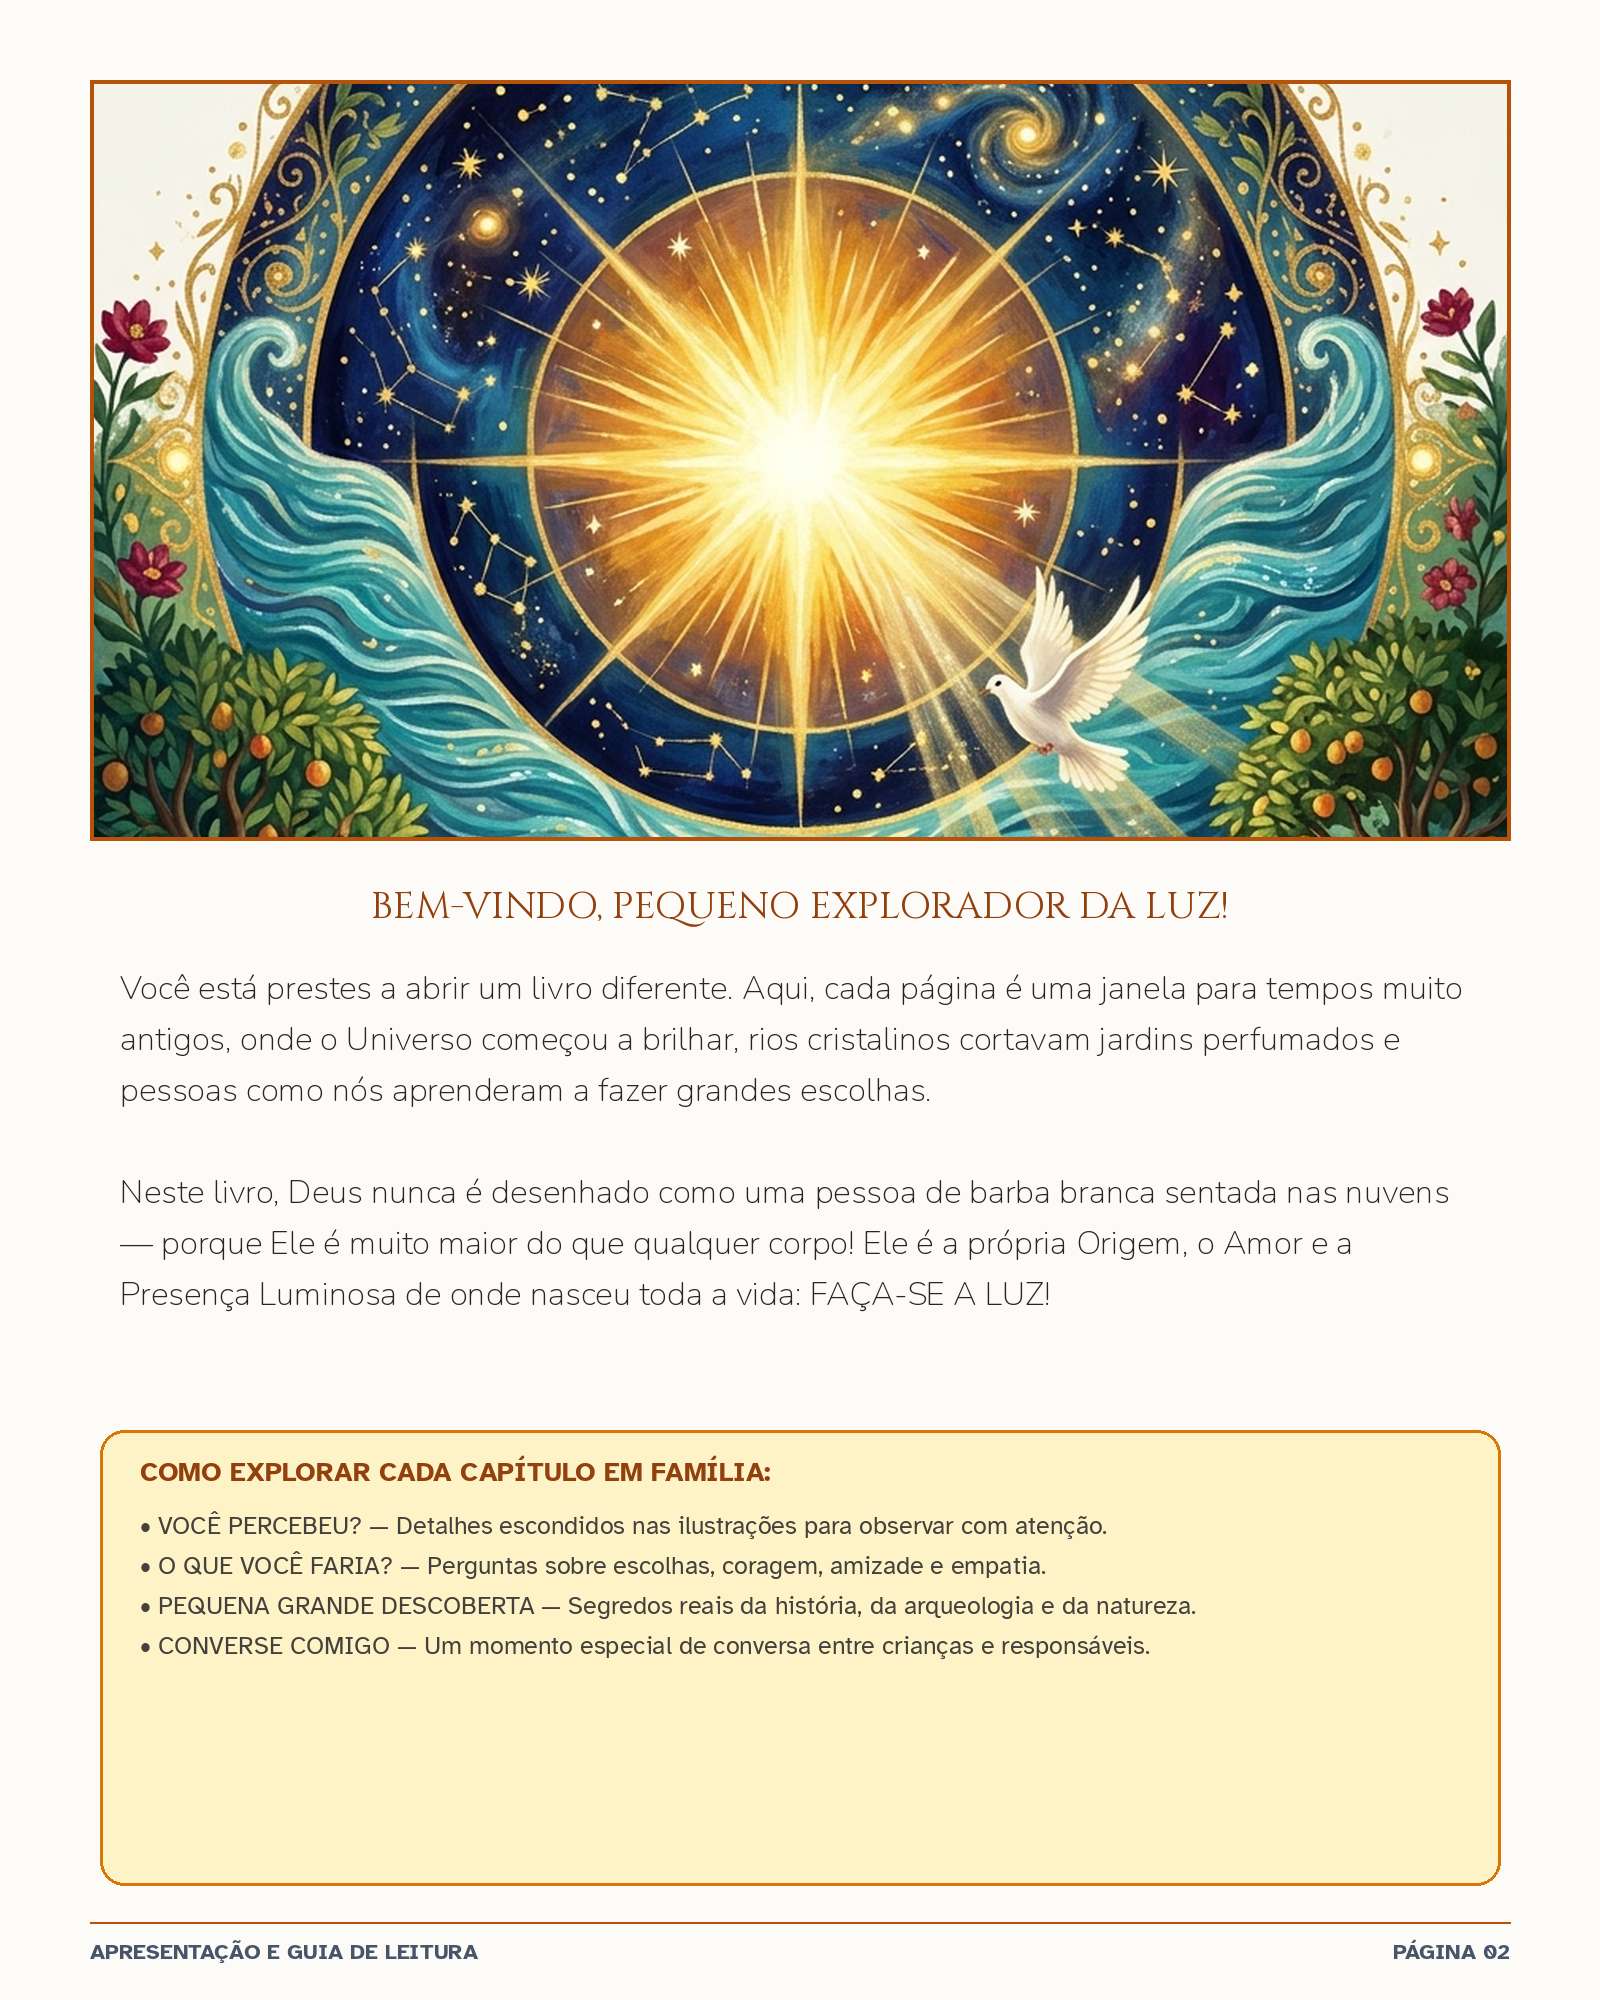 BEM-VINDO, PEQUENO EXPLORADOR DA LUZ!
Você está prestes a abrir um livro diferente. Aqui, cada página é uma janela para tempos muito
antigos, onde o Universo começou a brilhar, rios cristalinos cortavam jardins perfumados e
pessoas como nós aprenderam a fazer grandes escolhas.
Neste livro, Deus nunca é desenhado como uma pessoa de barba branca sentada nas nuvens
— porque Ele é muito maior do que qualquer corpo! Ele é a própria Origem, o Amor e a
Presença Luminosa de onde nasceu toda a vida: FAÇA-SE A LUZ!
COMO EXPLORAR CADA CAPÍTULO EM FAMÍLIA:
• VOCÊ PERCEBEU? — Detalhes escondidos nas ilustrações para observar com atenção.
• O QUE VOCÊ FARIA? — Perguntas sobre escolhas, coragem, amizade e empatia.
• PEQUENA GRANDE DESCOBERTA — Segredos reais da história, da arqueologia e da natureza.
• CONVERSE COMIGO — Um momento especial de conversa entre crianças e responsáveis.
APRESENTAÇÃO E GUIA DE LEITURA
PÁGINA 02